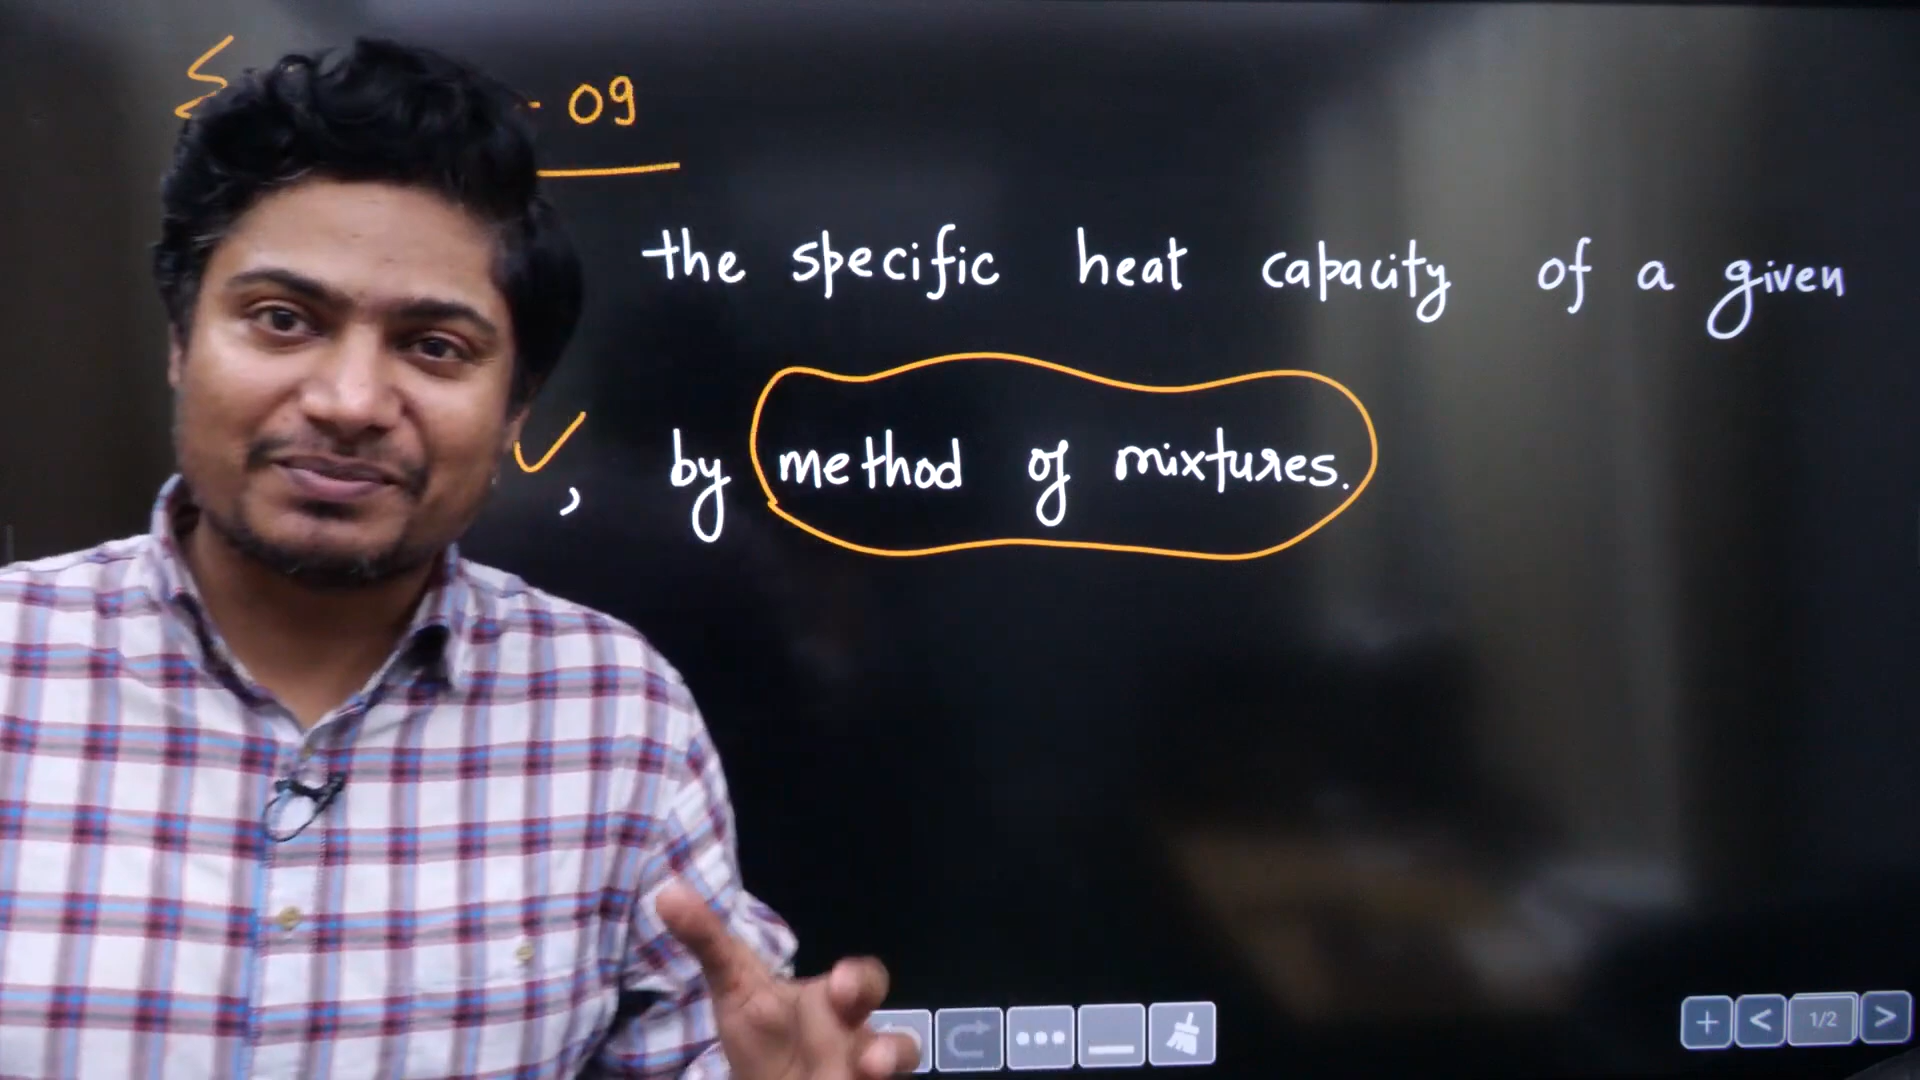 - 09
the specific heat capacity of a given
, by method of mixtures.
1/2